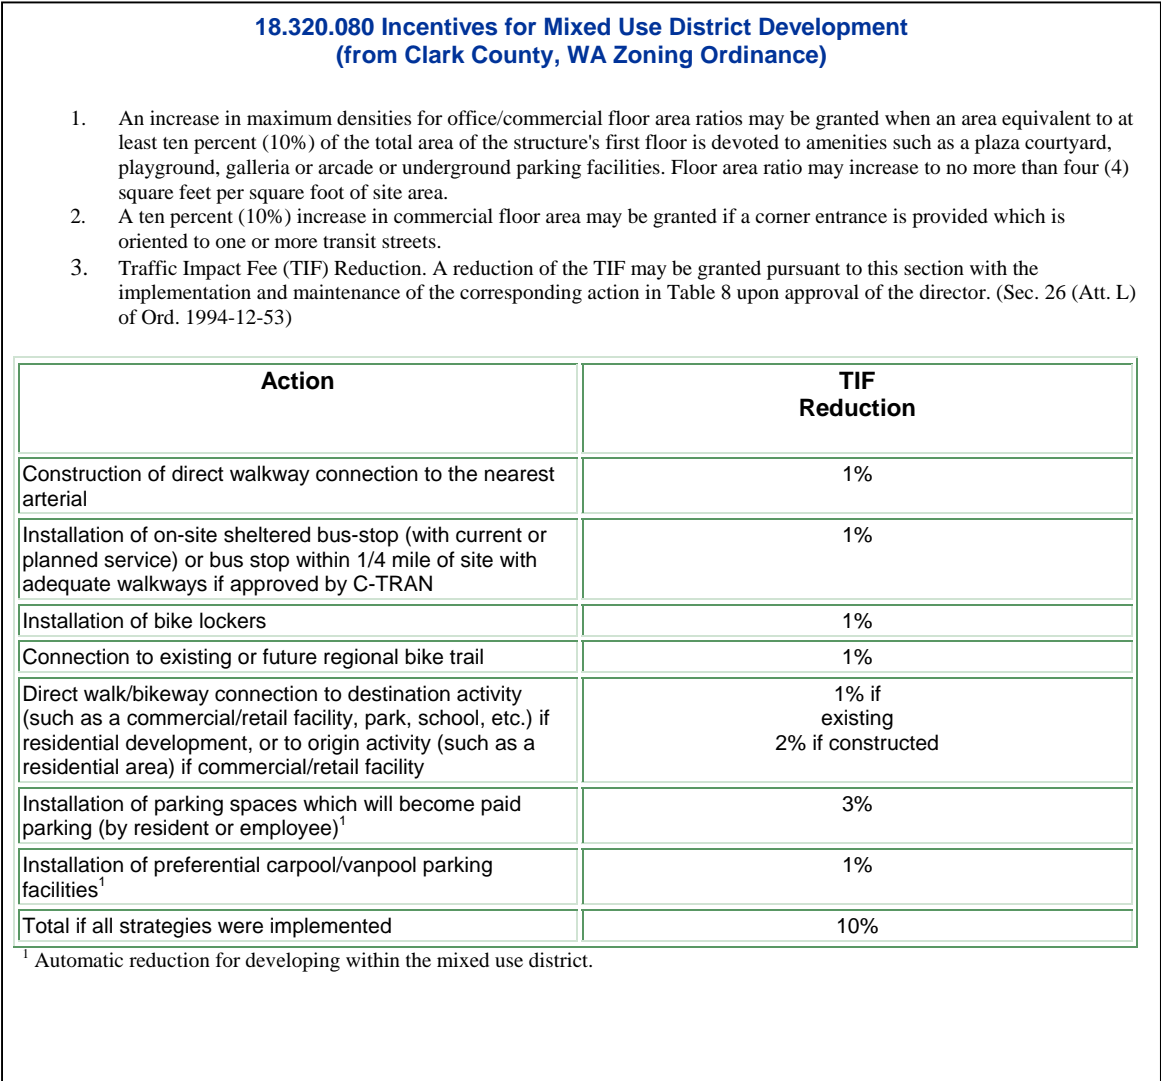 18.320.080 Incentives for Mixed Use District Development
(from Clark County, WA Zoning Ordinance)
1. An increase in maximum densities for office/commercial floor area ratios may be granted when an area equivalent to at
least ten percent (10%) of the total area of the structure's first floor is devoted to amenities such as a plaza courtyard,
playground, galleria or arcade or underground parking facilities. Floor area ratio may increase to no more than four (4)
square feet per square foot of site area.
2. A ten percent (10%) increase in commercial floor area may be granted if a corner entrance is provided which is
oriented to one or more transit streets.
3. Traffic Impact Fee (TIF) Reduction. A reduction of the TIF may be granted pursuant to this section with the
implementation and maintenance of the corresponding action in Table 8 upon approval of the director. (Sec. 26 (Att. L)
of Ord. 1994-12-53)
Action
TIF
Reduction
Construction of direct walkway connection to the nearest
arterial
1%
Installation of on-site sheltered bus-stop (with current or
planned service) or bus stop within 1/4 mile of site with
adequate walkways if approved by C-TRAN
1%
Installation of bike lockers
1%
Connection to existing or future regional bike trail
1%
Direct walk/bikeway connection to destination activity
(such as a commercial/retail facility, park, school, etc.) if
residential development, or to origin activity (such as a
residential area) if commercial/retail facility
1% if
existing
2% if constructed
Installation of parking spaces which will become paid
parking (by resident or employee)1
3%
Installation of preferential carpool/vanpool parking
facilities1
1%
Total if all strategies were implemented
10%
1 Automatic reduction for developing within the mixed use district.